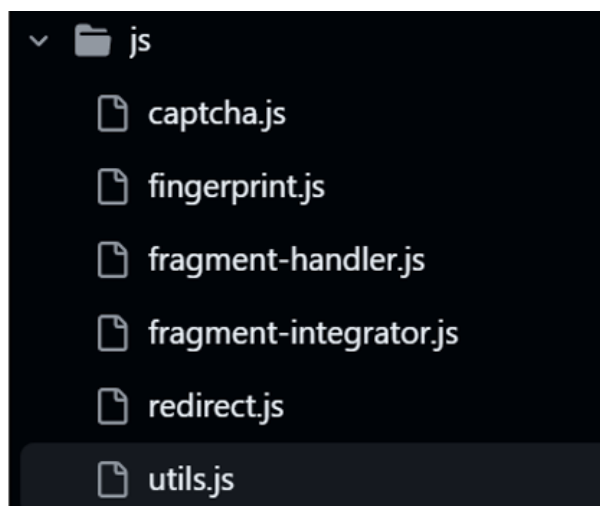 js
captcha.js
fingerprint.js
fragment-handler.js
fragment-integrator.js
redirect.js
utils.js